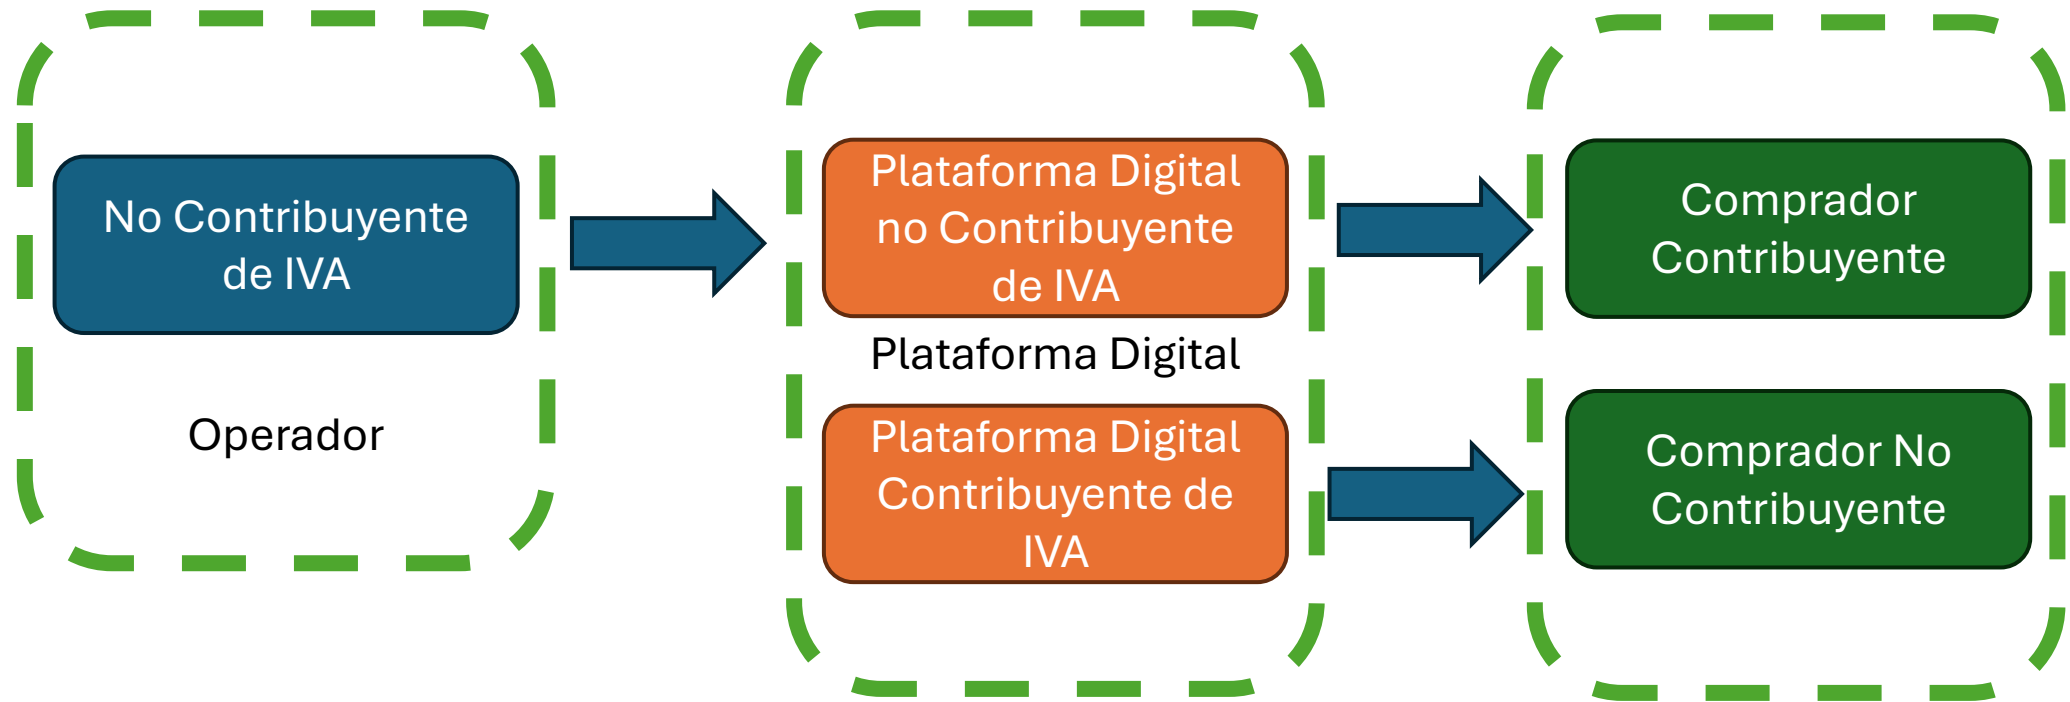 No Contribuyente
de IVA
Operador
Plataforma Digital
no Contribuyente
de IVA
Plataforma Digital
Plataforma Digital
Contribuyente de
IVA
Comprador
Contribuyente
Comprador No
Contribuyente